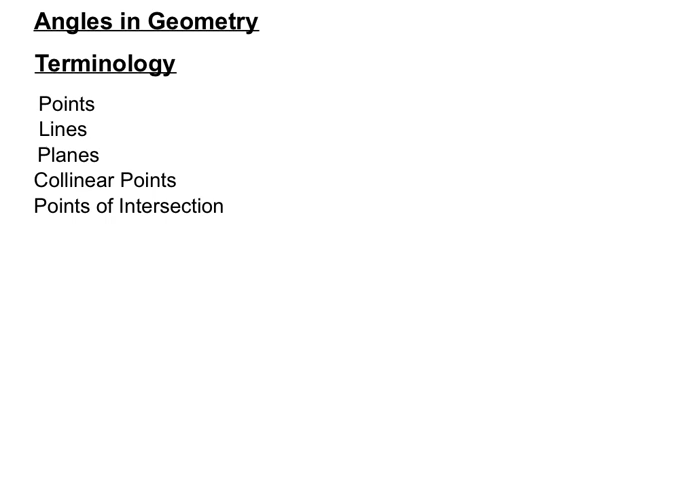 Angles in Geometry
Terminology
Points
Lines
Planes
Collinear Points
Points of Intersection